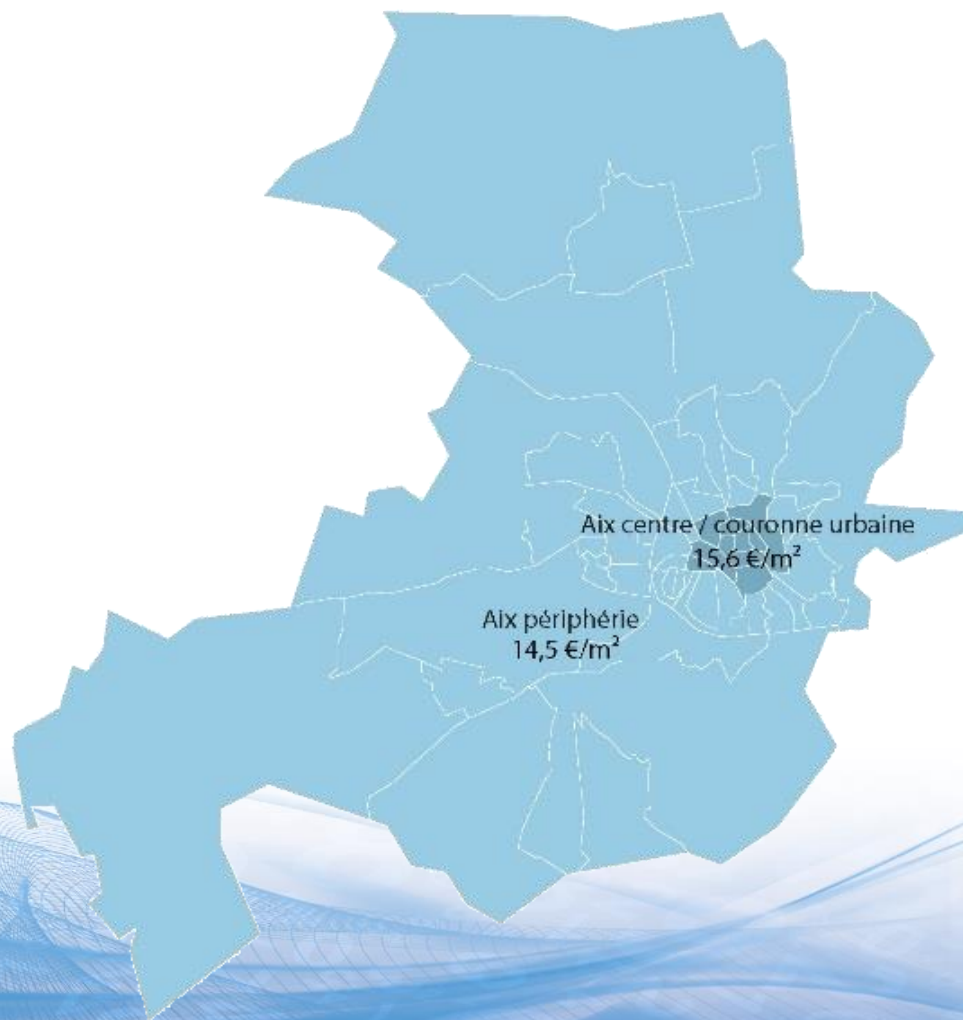 Aix centre / couronne urbaine
15,6 €/m²
Aix périphérie
14,5 €/m²